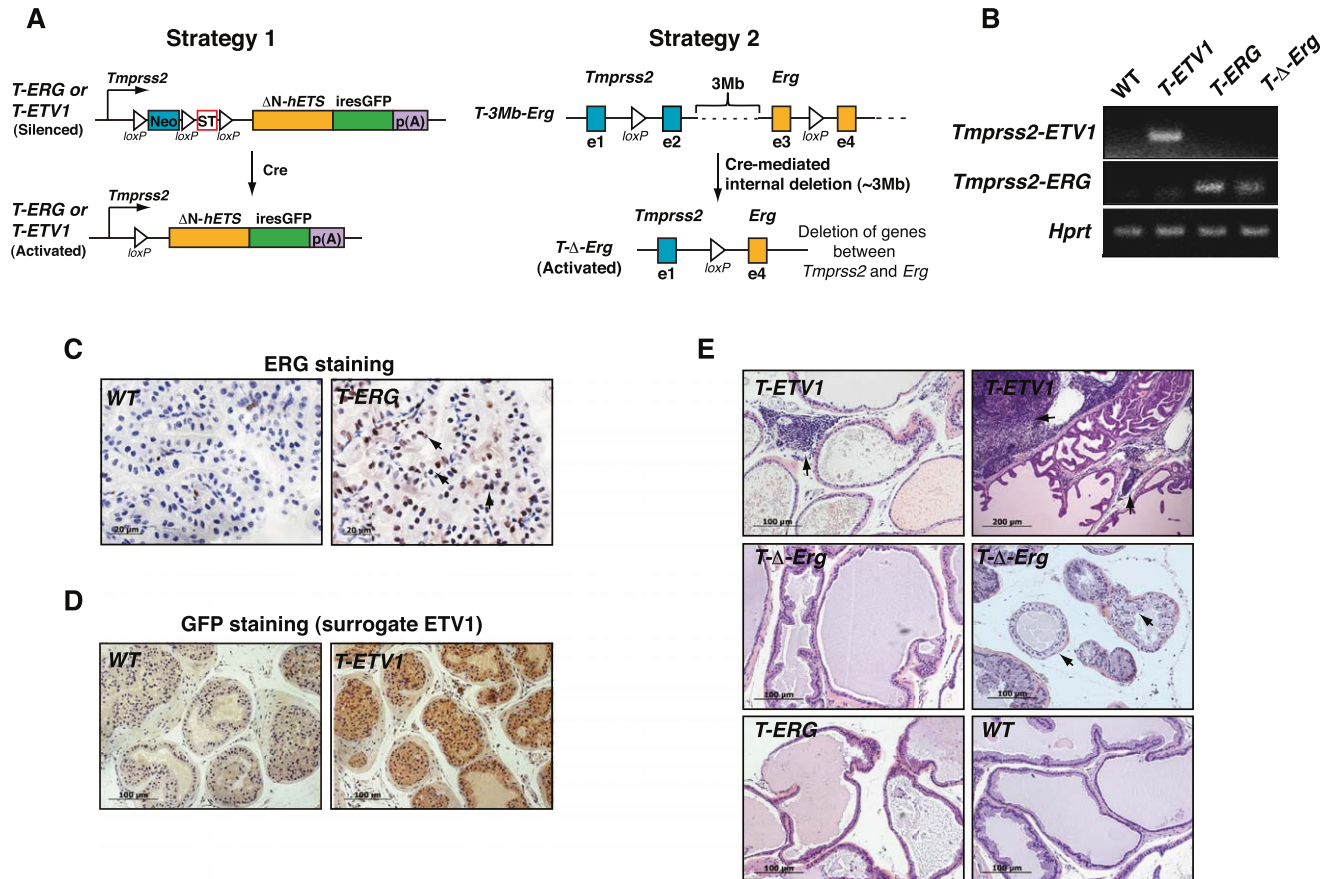 A
Strategy 1
Tmprss2
T-ERG or
T-ETV1
(Silenced)
loxP
Neo
loxP
ST
loxP
ΔN-hETS
iresGFP
p(A)
Cre
Tmprss2
T-ERG or
T-ETV1
(Activated)
loxP
ΔN-hETS
iresGFP
p(A)
Strategy 2
Tmprss2
3Mb
Erg
T-3Mb-Erg
e1
loxP
e2
e3
loxP
e4
Cre-mediated
internal deletion (~3Mb)
Tmprss2
Erg
T-Δ-Erg
(Activated)
e1
loxP
e4
Deletion of genes
between
Tmprss2 and Erg
B
WT
T-ETV1
T-ERG
T-Δ-Erg
Tmprss2-ETV1
Tmprss2-ERG
Hprt
C
ERG staining
WT
20 μm
T-ERG
20 μm
D
GFP staining (surrogate ETV1)
WT
100 μm
T-ETV1
100 μm
E
T-ETV1
100 μm
T-ETV1
200 μm
T-Δ-Erg
100 μm
T-Δ-Erg
100 μm
T-ERG
100 μm
WT
100 μm